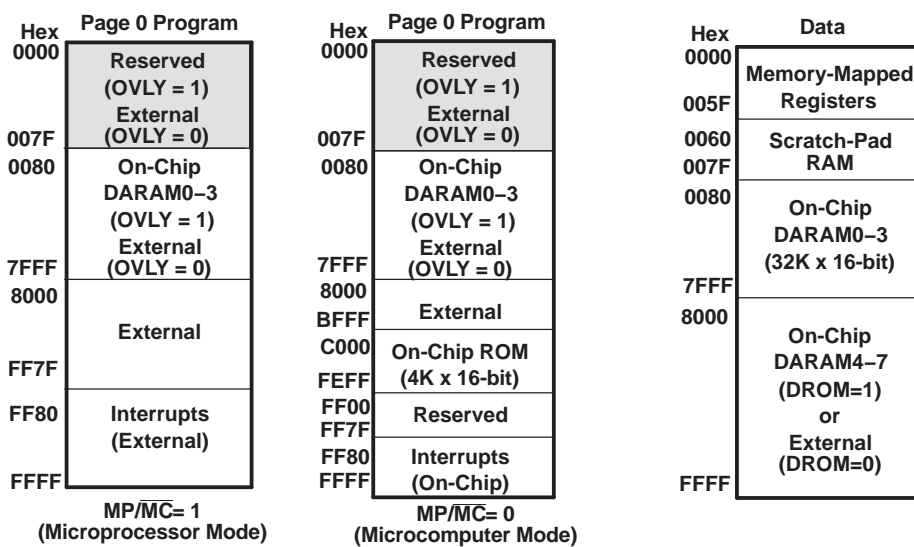 Hex Page 0 Program
0000
Reserved
(OVLY = 1)
External
(OVLY = 0)
007F
0080
On-Chip
DARAM0–3
(OVLY = 1)
External
(OVLY = 0)
7FFF
8000
External
FF7F
FF80
Interrupts
(External)
FFFF
MP/MC= 1
(Microprocessor Mode)
Hex Page 0 Program
0000
Reserved
(OVLY = 1)
External
(OVLY = 0)
007F
0080
On-Chip
DARAM0–3
(OVLY = 1)
External
(OVLY = 0)
7FFF
8000
External
BFFF
C000
On-Chip ROM
(4K x 16-bit)
FEFF
FF00
Reserved
FF7F
FF80
Interrupts
(On-Chip)
FFFF
MP/MC= 0
(Microcomputer Mode)
Hex Data
0000
Memory-Mapped
Registers
005F
0060
Scratch-Pad
RAM
007F
0080
On-Chip
DARAM0–3
(32K x 16-bit)
7FFF
8000
On-Chip
DARAM4–7
(DROM=1)
or
External
(DROM=0)
FFFF